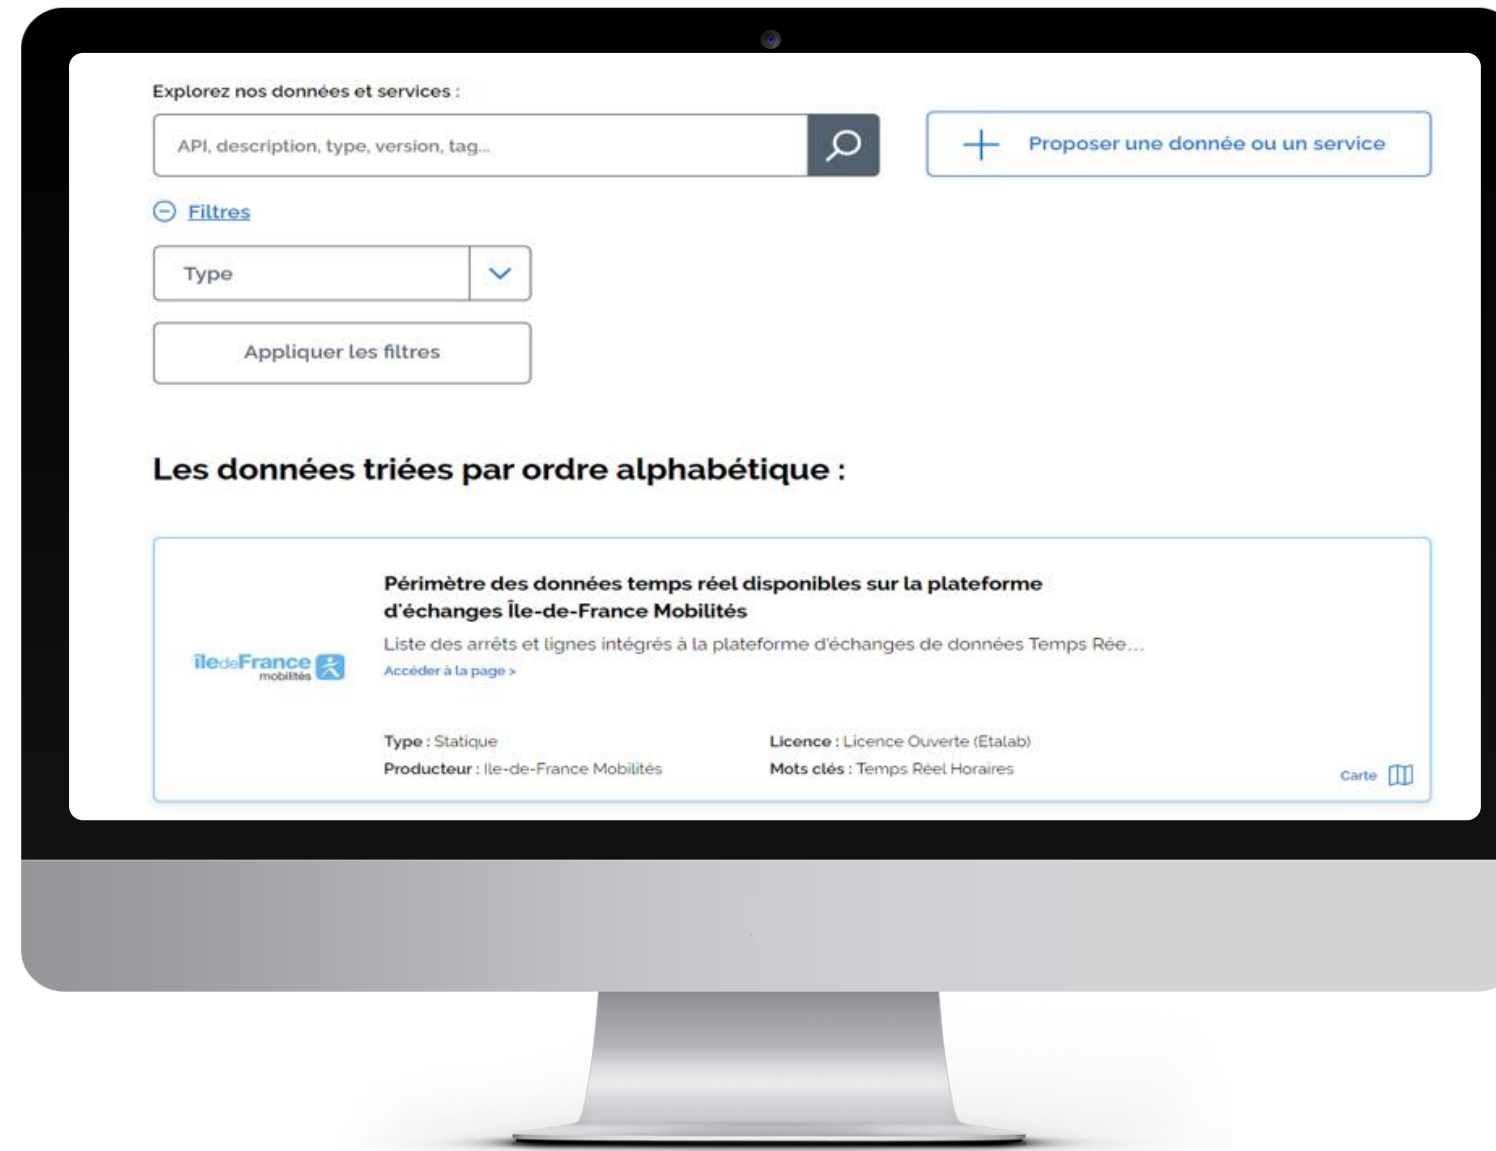 Explorez nos données et services :
API, description, type, version, tag...
Proposer une donnée ou un service
Filtres
Type
Appliquer les filtres
Les données triées par ordre alphabétique :
Périmètre des données temps réel disponibles sur la plateforme
d'échanges Île-de-France Mobilités
Liste des arrêts et lignes intégrés à la plateforme d'échanges de données Temps Rée...
Accéder à la page >
îledeFrance
mobilités
Type : Statique
Licence : Licence Ouverte (Etalab)
Producteur : Ile-de-France Mobilités
Mots clés : Temps Réel Horaires
Carte